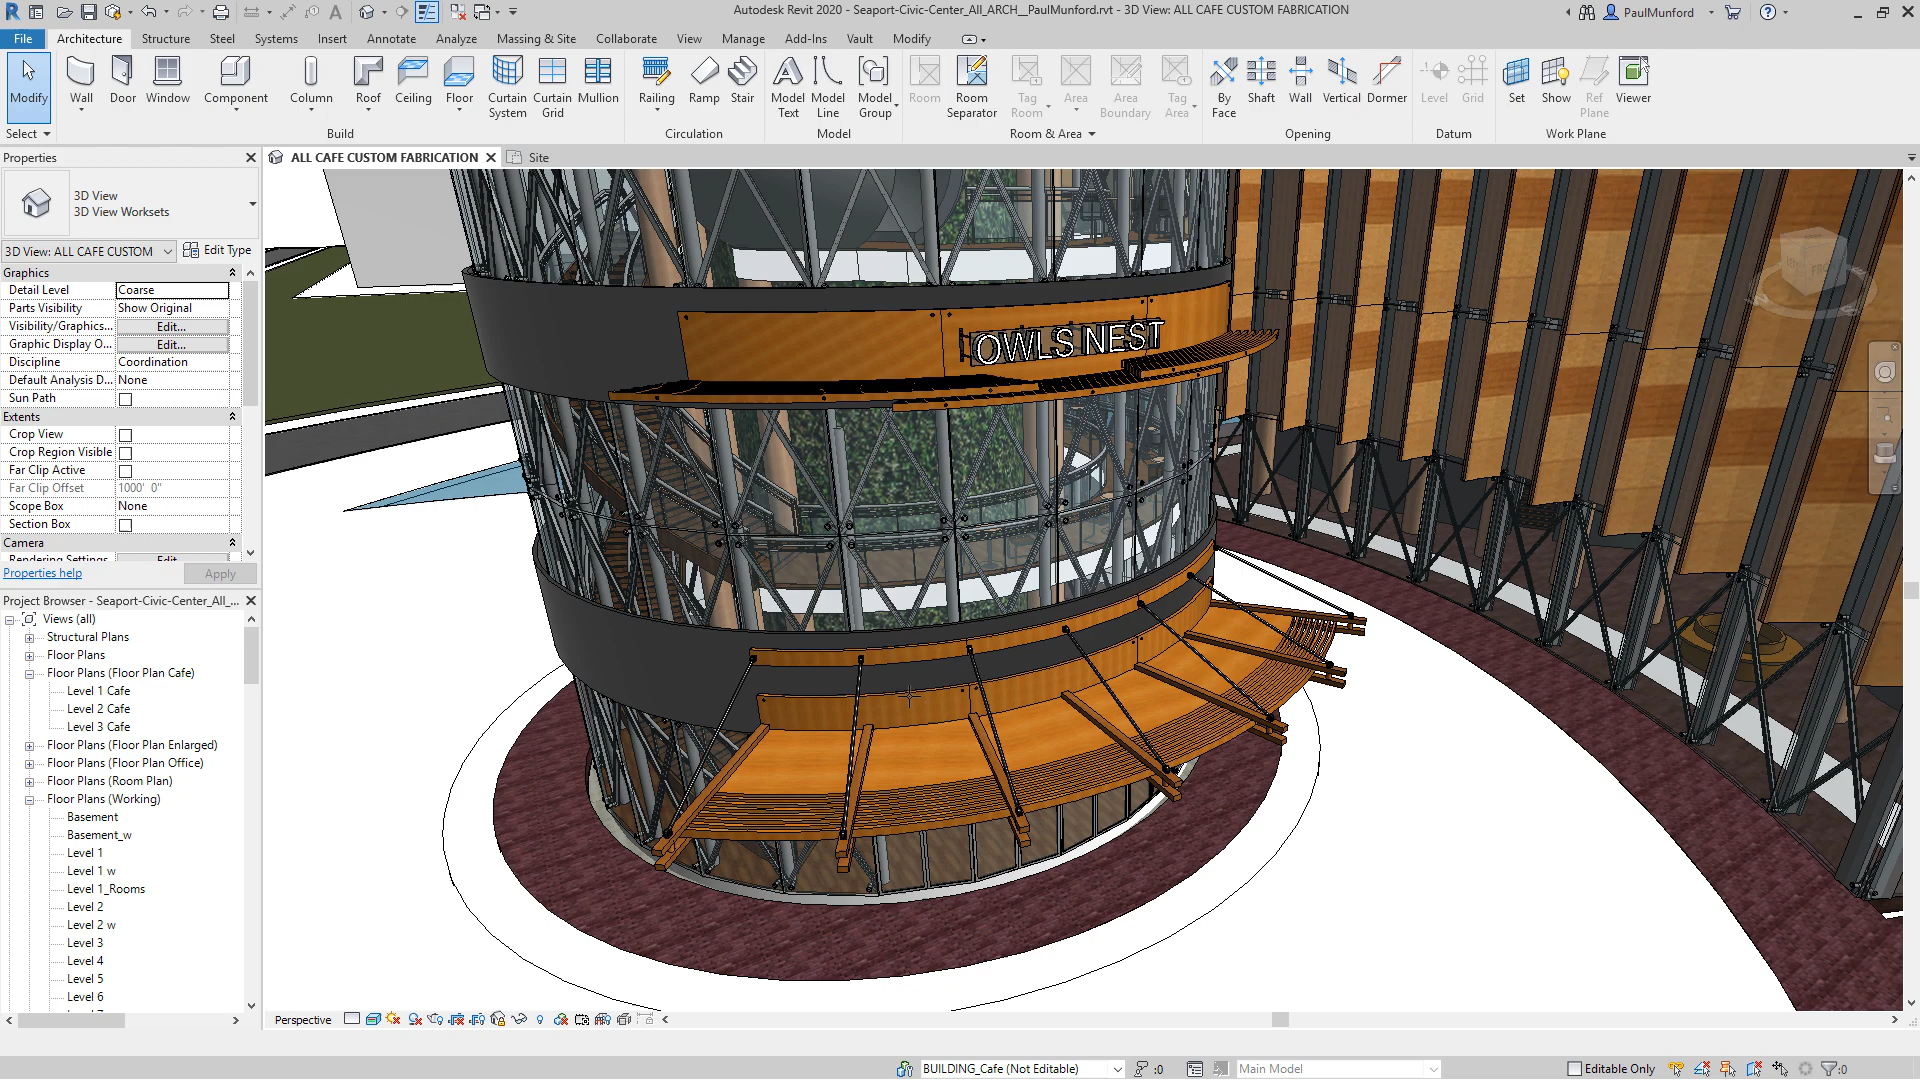 Autodesk Revit 2020 - Seaport-Civic-Center_All_ARCH__PaulMunford.rvt - 3D View: ALL CAFE CUSTOM FABRICATION
PaulMunford
File Architecture Structure Steel Systems Insert Annotate Analyze Massing & Site Collaborate View Manage Add-Ins Vault Modify
Modify Wall Door Window Component Column Roof Ceiling Floor Curtain System Curtain Grid Mullion Railing Ramp Stair Model Text Model Line Model Group Room Room Separator Tag Room Area Area Boundary Tag Area By Face Shaft Wall Vertical Dormer Level Grid Set Show Ref Plane Viewer
Select Build Circulation Model Room & Area Opening Datum Work Plane
Properties
ALL CAFE CUSTOM FABRICATION
Site
3D View
3D View Worksets
3D View: ALL CAFE CUSTOM
Edit Type
Graphics
Detail Level Coarse
Parts Visibility Show Original
Visibility/Graphics... Edit...
Graphic Display O... Edit...
Discipline Coordination
Default Analysis D... None
Sun Path
Extents
Crop View
Crop Region Visible
Far Clip Active
Far Clip Offset 1000' 0"
Scope Box None
Section Box
Camera
Rendering Settings Edit
Properties help Apply
Project Browser - Seaport-Civic-Center_All_...
Views (all)
Structural Plans
Floor Plans
Floor Plans (Floor Plan Cafe)
Level 1 Cafe
Level 2 Cafe
Level 3 Cafe
Floor Plans (Floor Plan Enlarged)
Floor Plans (Floor Plan Office)
Floor Plans (Room Plan)
Floor Plans (Working)
Basement
Basement_w
Level 1
Level 1 w
Level 1_Rooms
Level 2
Level 2 w
Level 3
Level 4
Level 5
Level 6
OWLS NEST
Perspective
BUILDING_Cafe (Not Editable)
:0
Main Model
Editable Only
:0